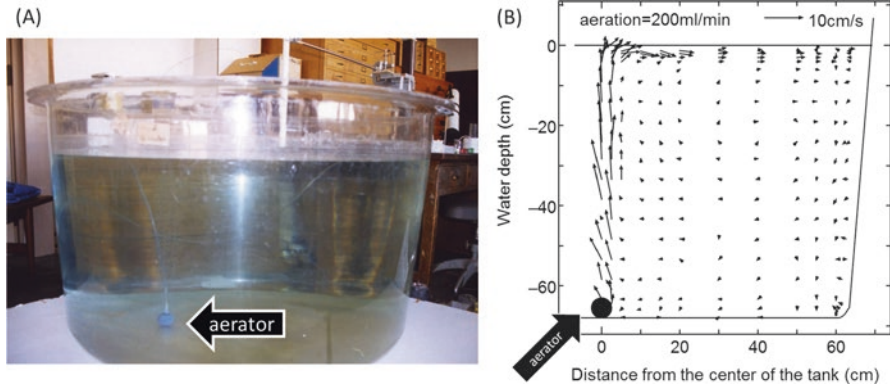 (A)
aerator
(B)
aeration=200ml/min
10cm/s
0
−20
−40
−60
Water depth (cm)
aerator
0 20 40 60
Distance from the center of the tank (cm)